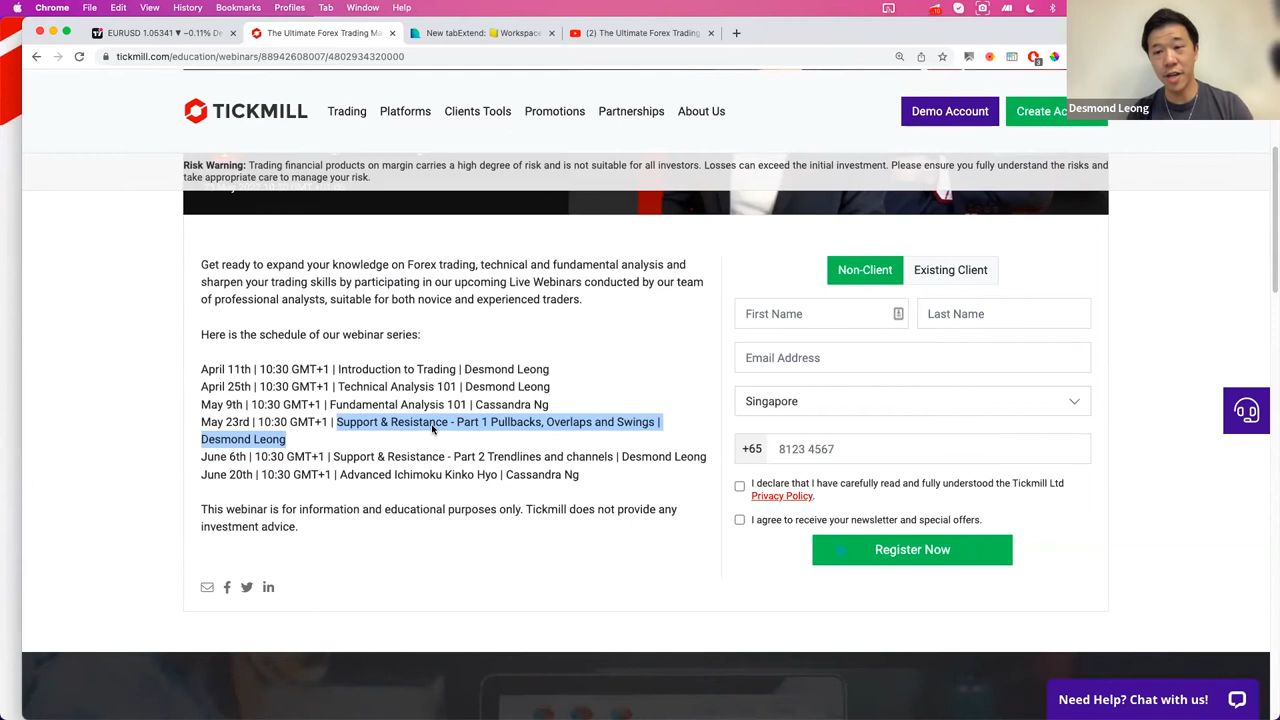 Chrome File Edit View History Bookmarks Profiles Tab Window Help
EURUSD 1.05341 ▼ −0.11% D
The Ultimate Forex Trading Ma
New tabExtend: Workspace
(2) The Ultimate Forex Trading
tickmill.com/education/webinars/88942608007/4802934320000
TICKMILL
Trading Platforms Clients Tools Promotions Partnerships About Us
Demo Account
Create Ac
Desmond Leong
Risk Warning: Trading financial products on margin carries a high degree of risk and is not suitable for all investors. Losses can exceed the initial investment. Please ensure you fully understand the risks and
take appropriate care to manage your risk.
Get ready to expand your knowledge on Forex trading, technical and fundamental analysis and
sharpen your trading skills by participating in our upcoming Live Webinars conducted by our team
of professional analysts, suitable for both novice and experienced traders.
Here is the schedule of our webinar series:
April 11th | 10:30 GMT+1 | Introduction to Trading | Desmond Leong
April 25th | 10:30 GMT+1 | Technical Analysis 101 | Desmond Leong
May 9th | 10:30 GMT+1 | Fundamental Analysis 101 | Cassandra Ng
May 23rd | 10:30 GMT+1 | Support & Resistance - Part 1 Pullbacks, Overlaps and Swings |
Desmond Leong
June 6th | 10:30 GMT+1 | Support & Resistance - Part 2 Trendlines and channels | Desmond Leong
June 20th | 10:30 GMT+1 | Advanced Ichimoku Kinko Hyo | Cassandra Ng
This webinar is for information and educational purposes only. Tickmill does not provide any
investment advice.
Non-Client
Existing Client
First Name
Last Name
Email Address
Singapore
+65 8123 4567
I declare that I have carefully read and fully understood the Tickmill Ltd
Privacy Policy.
I agree to receive your newsletter and special offers.
Register Now
Need Help? Chat with us!